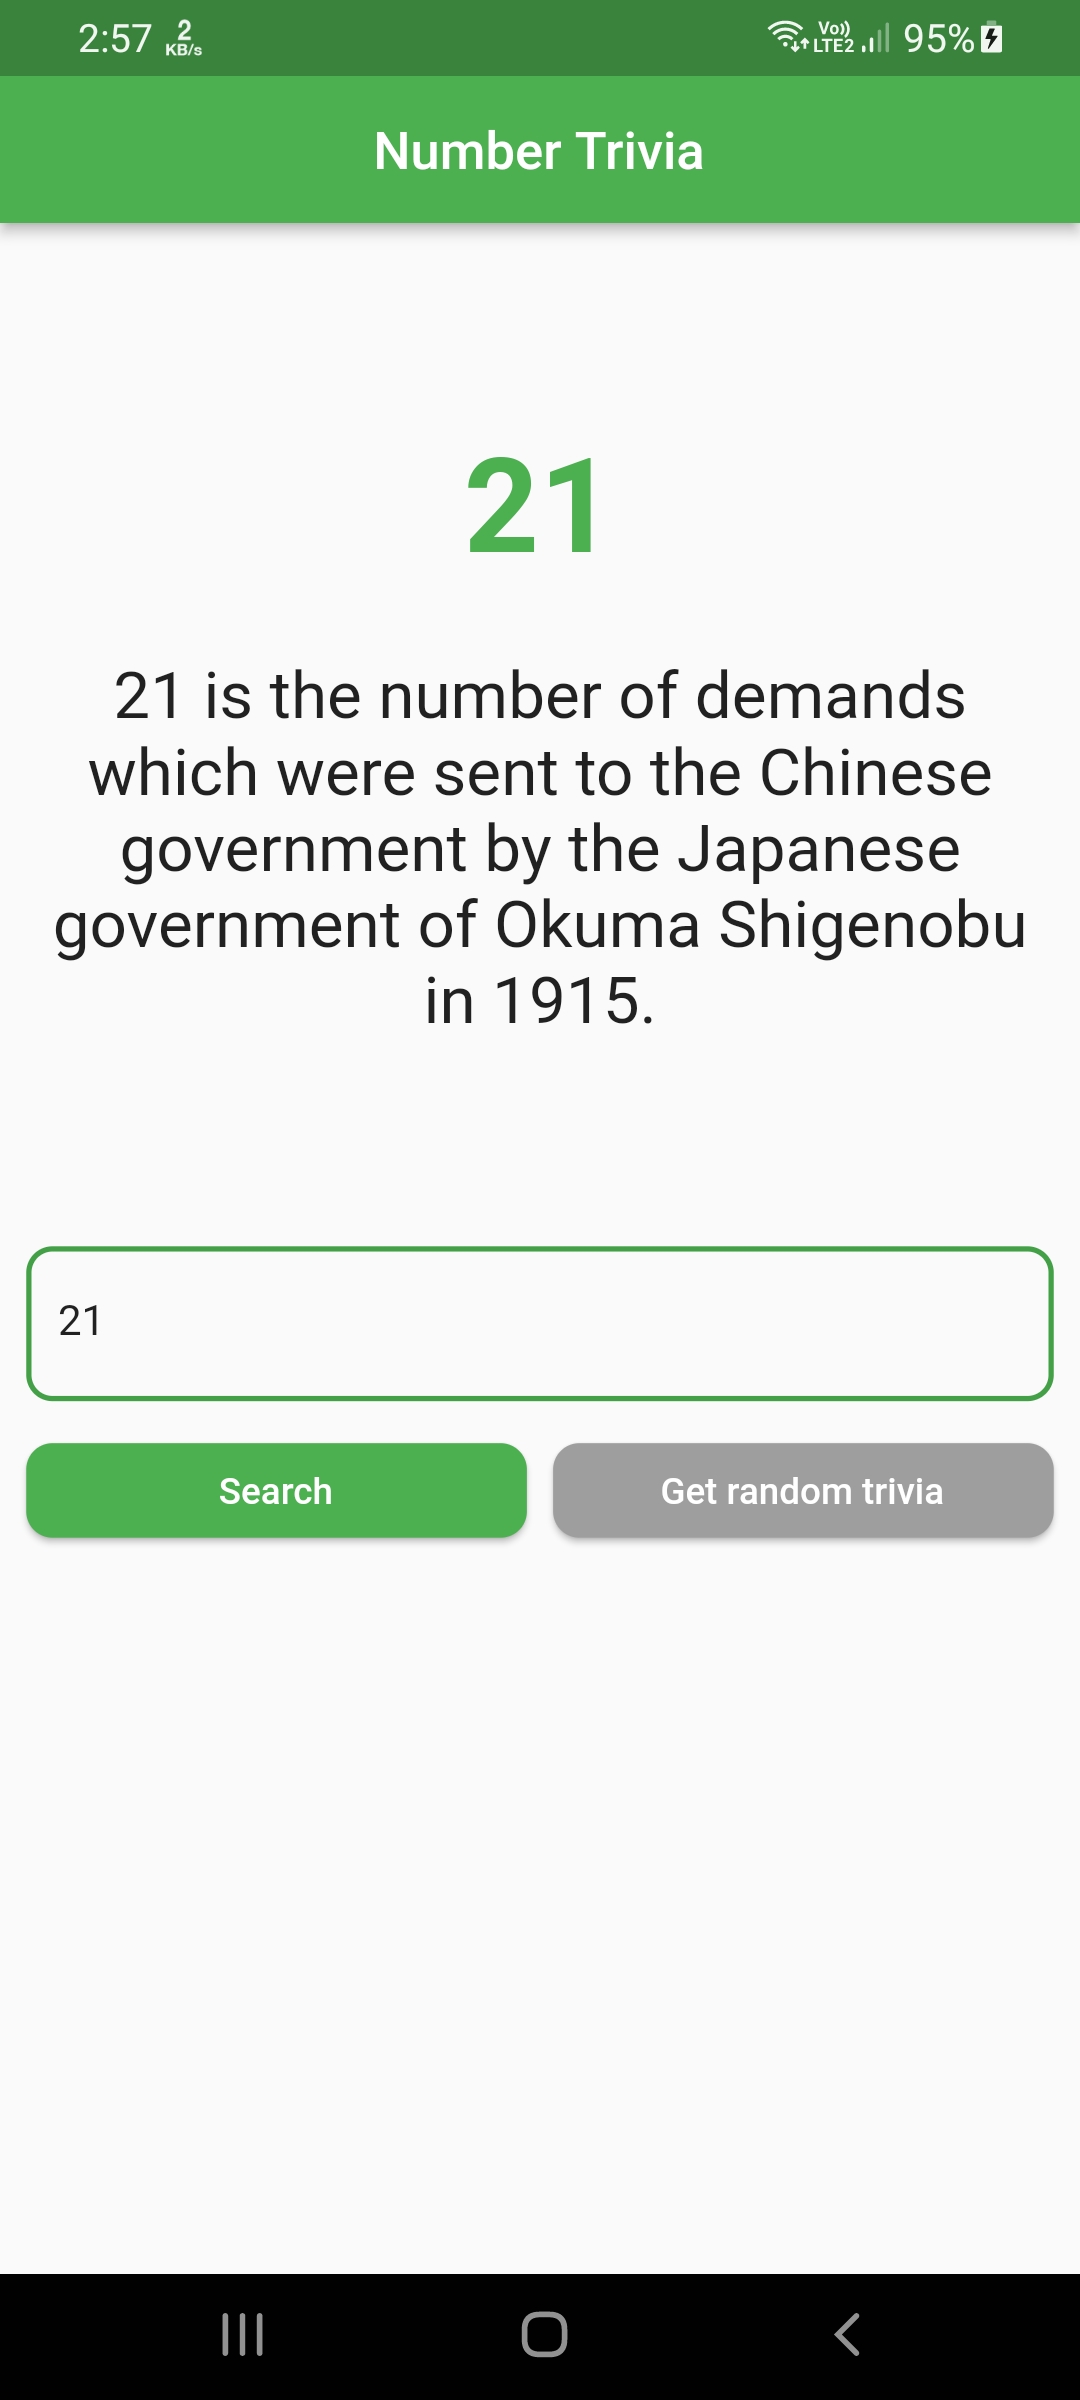 2:57 2 KB/s Vo)) LTE2 95%
Number Trivia
21
21 is the number of demands
which were sent to the Chinese
government by the Japanese
government of Okuma Shigenobu
in 1915.
21
Search Get random trivia